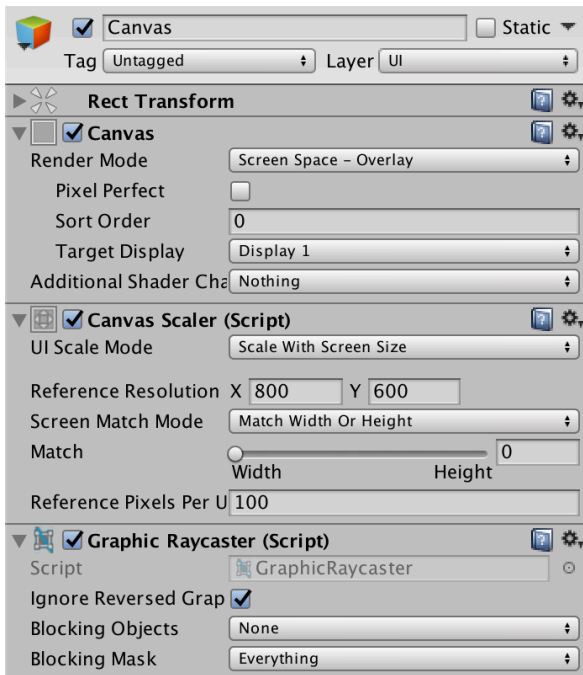 Canvas Static
Tag Untagged Layer UI
Rect Transform
Canvas
Render Mode Screen Space - Overlay
Pixel Perfect
Sort Order 0
Target Display Display 1
Additional Shader Cha Nothing
Canvas Scaler (Script)
UI Scale Mode Scale With Screen Size
Reference Resolution X 800 Y 600
Screen Match Mode Match Width Or Height
Match 0
Width Height
Reference Pixels Per U 100
Graphic Raycaster (Script)
Script GraphicRaycaster
Ignore Reversed Grap
Blocking Objects None
Blocking Mask Everything